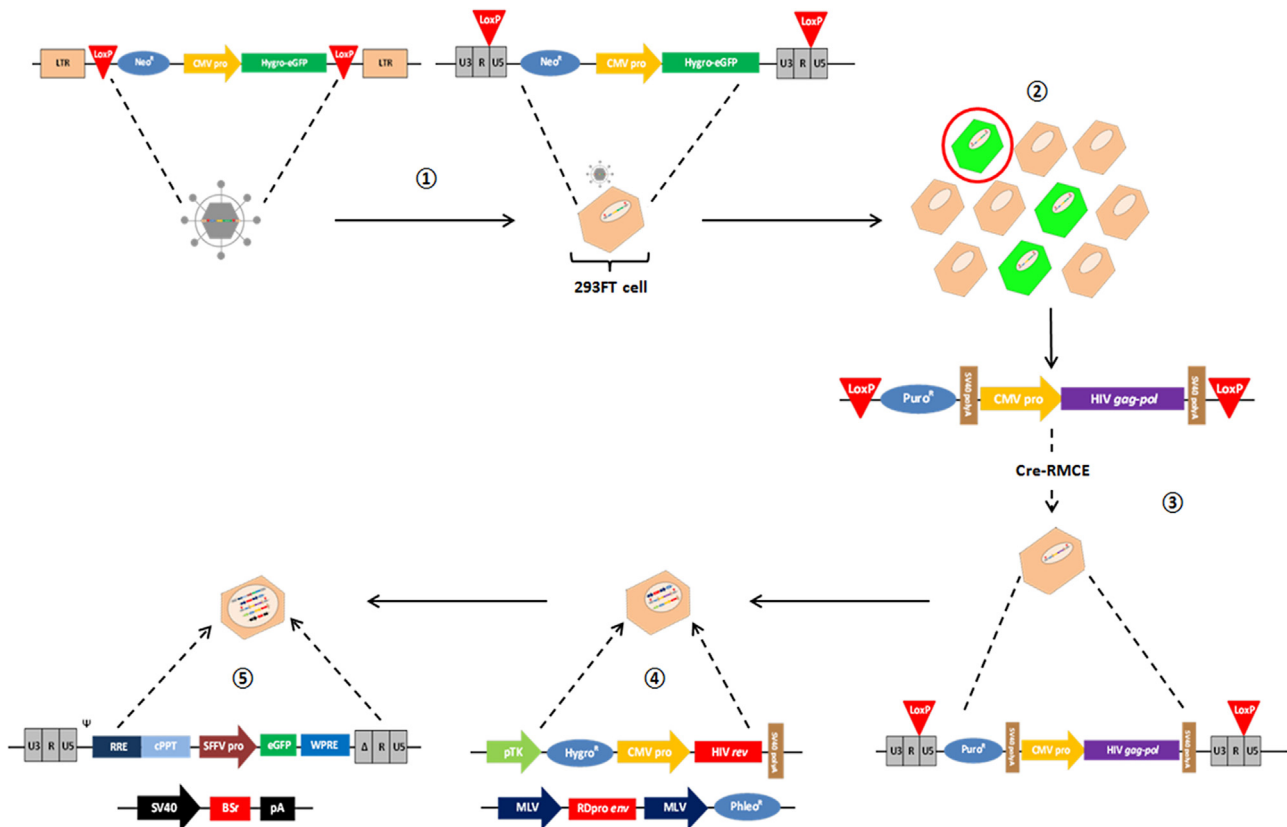 LoxP LoxP
LTR LoxP Neoᴿ CMV pro Hygro-eGFP LoxP LTR
U3 R U5 Neoᴿ CMV pro Hygro-eGFP U3 R U5
①
②
293FT cell
LoxP Puroᴿ SV40 polyA CMV pro HIV gag-pol SV40 polyA LoxP
Cre-RMCE
③
⑤
④
LoxP LoxP
Ψ
U3 R U5 RRE cPPT SFFV pro eGFP WPRE Δ R U5
pTK Hygroᴿ CMV pro HIV rev SV40 polyA
U3 R U5 Puroᴿ SV40 polyA CMV pro HIV gag-pol SV40 polyA U3 R U5
SV40 BSr pA
MLV RDpro env MLV Phleoᴿ